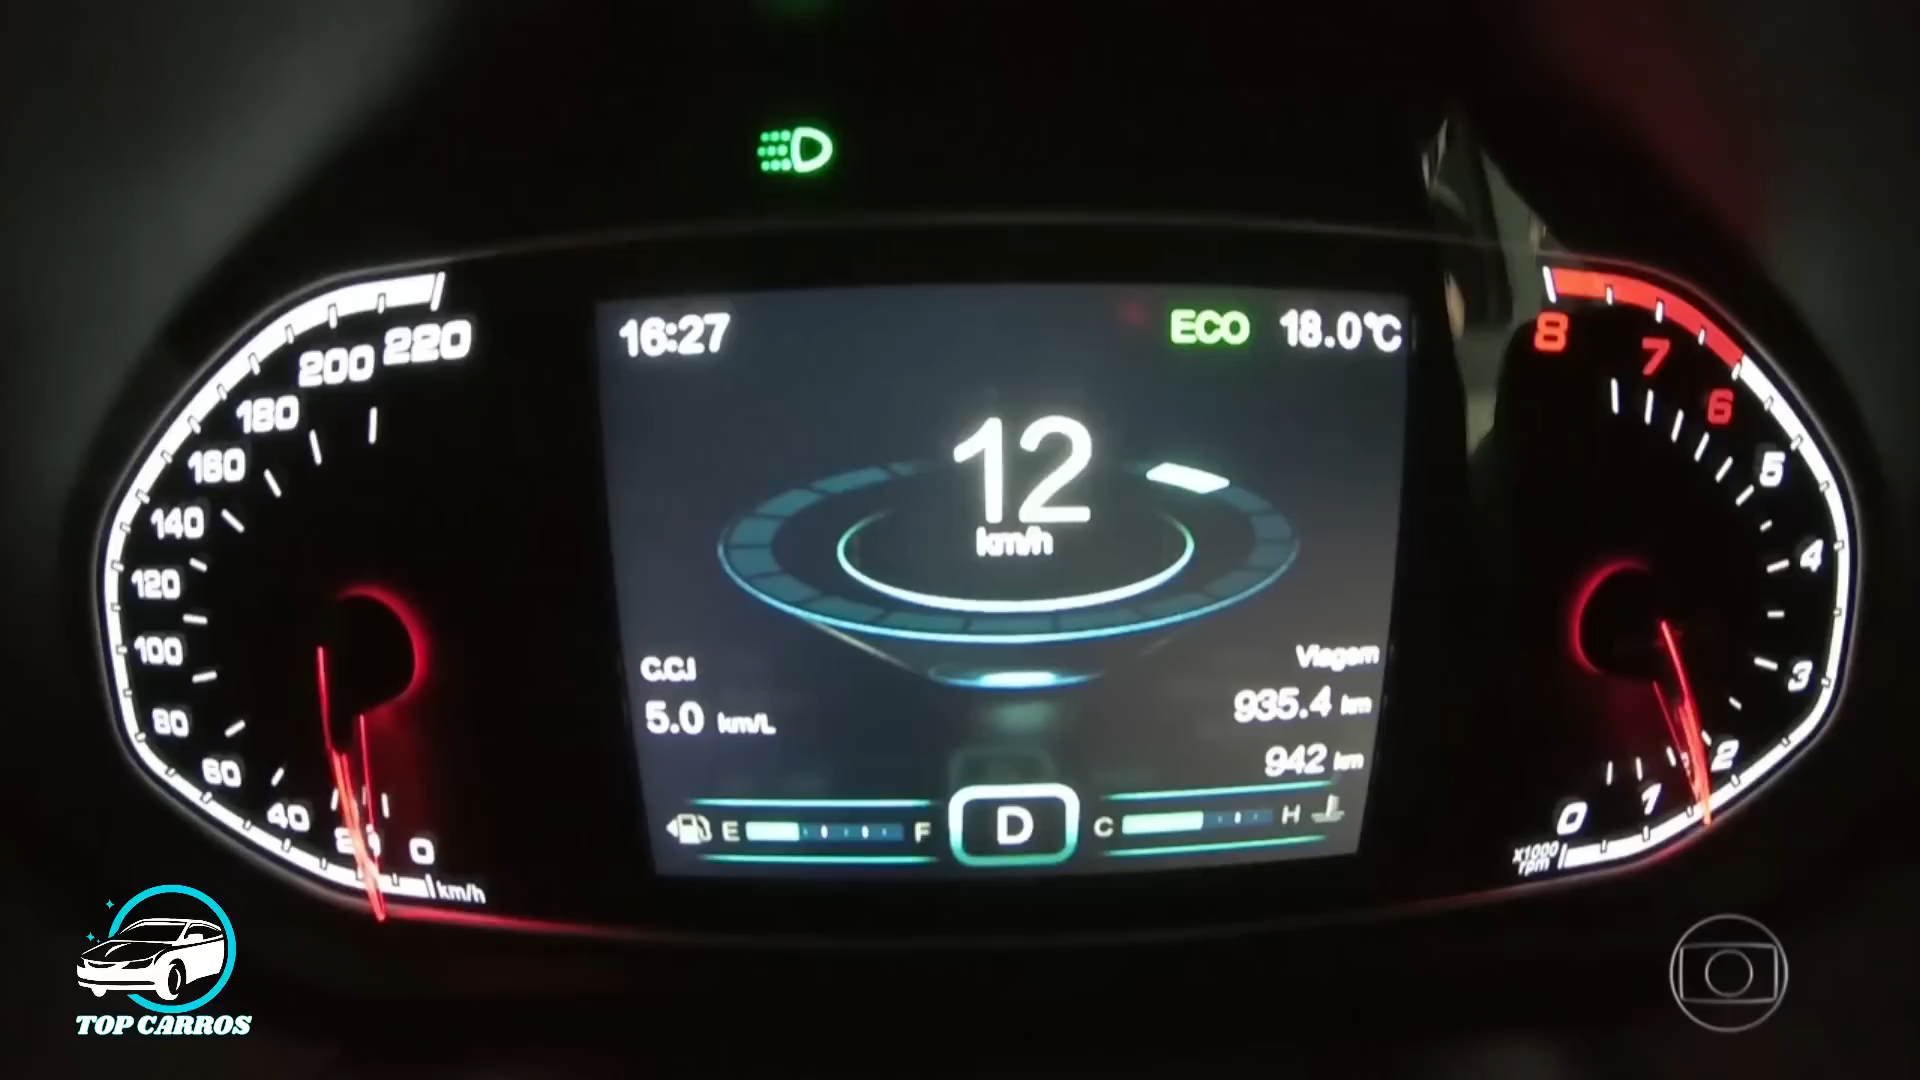 16:27
ECO 18.0℃
220
200
180
160
140
120
100
80
60
40
20
0
km/h
12
km/h
C.C.I
5.0 km/L
Viagem
935.4 km
942 km
E F
D
C H
8
7
6
5
4
3
2
1
0
x1000
rpm
TOP CARROS